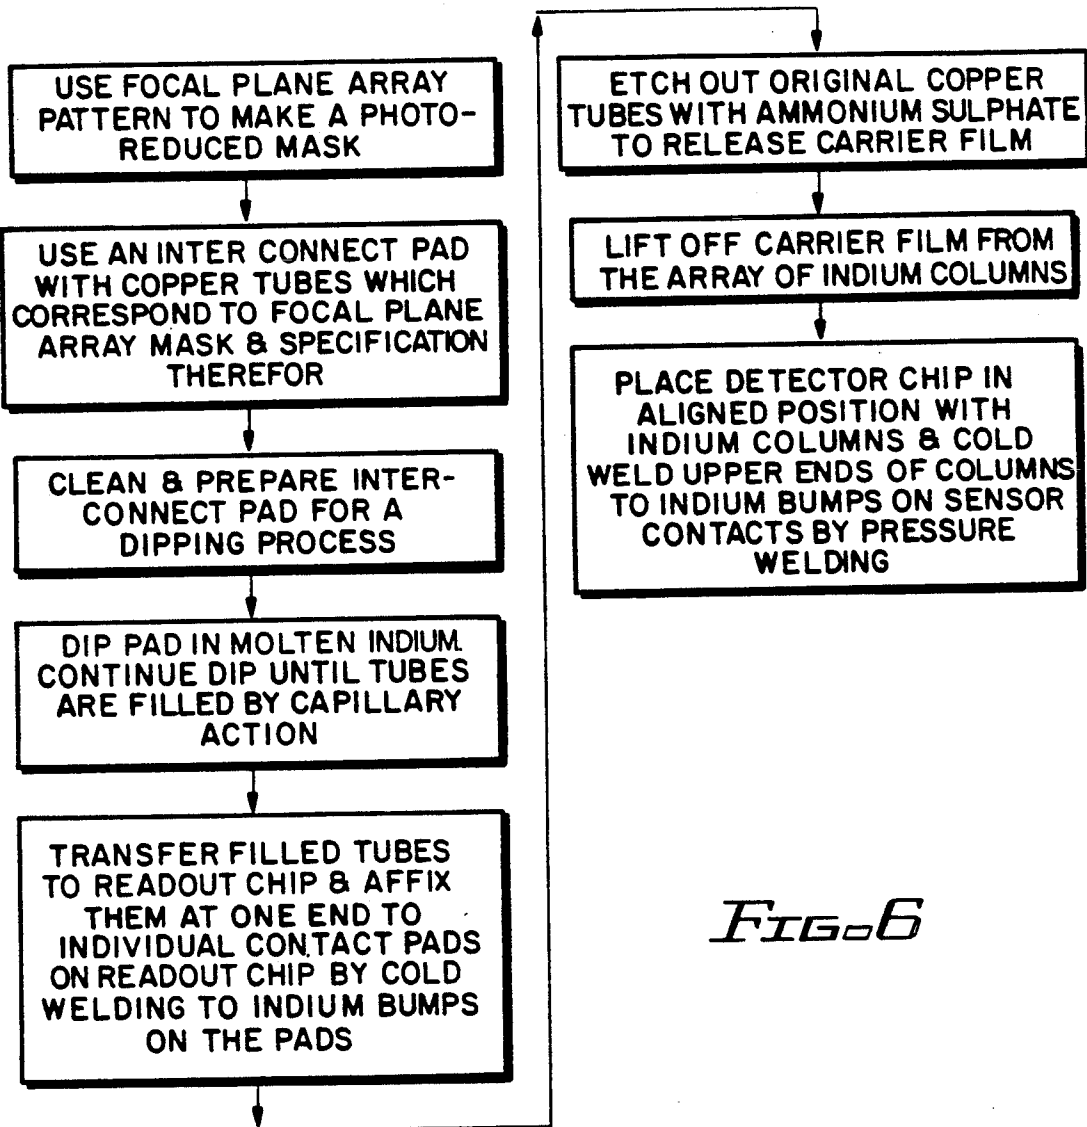 USE FOCAL PLANE ARRAY
PATTERN TO MAKE A PHOTO-
REDUCED MASK
USE AN INTER CONNECT PAD
WITH COPPER TUBES WHICH
CORRESPOND TO FOCAL PLANE
ARRAY MASK & SPECIFICATION
THEREFOR
CLEAN & PREPARE INTER-
CONNECT PAD FOR A
DIPPING PROCESS
DIP PAD IN MOLTEN INDIUM.
CONTINUE DIP UNTIL TUBES
ARE FILLED BY CAPILLARY
ACTION
TRANSFER FILLED TUBES
TO READOUT CHIP & AFFIX
THEM AT ONE END TO
INDIVIDUAL CONTACT PADS
ON READOUT CHIP BY COLD
WELDING TO INDIUM BUMPS
ON THE PADS
ETCH OUT ORIGINAL COPPER
TUBES WITH AMMONIUM SULPHATE
TO RELEASE CARRIER FILM
LIFT OFF CARRIER FILM FROM
THE ARRAY OF INDIUM COLUMNS
PLACE DETECTOR CHIP IN
ALIGNED POSITION WITH
INDIUM COLUMNS & COLD
WELD UPPER ENDS OF COLUMNS
TO INDIUM BUMPS ON SENSOR
CONTACTS BY PRESSURE
WELDING
FIG. 6